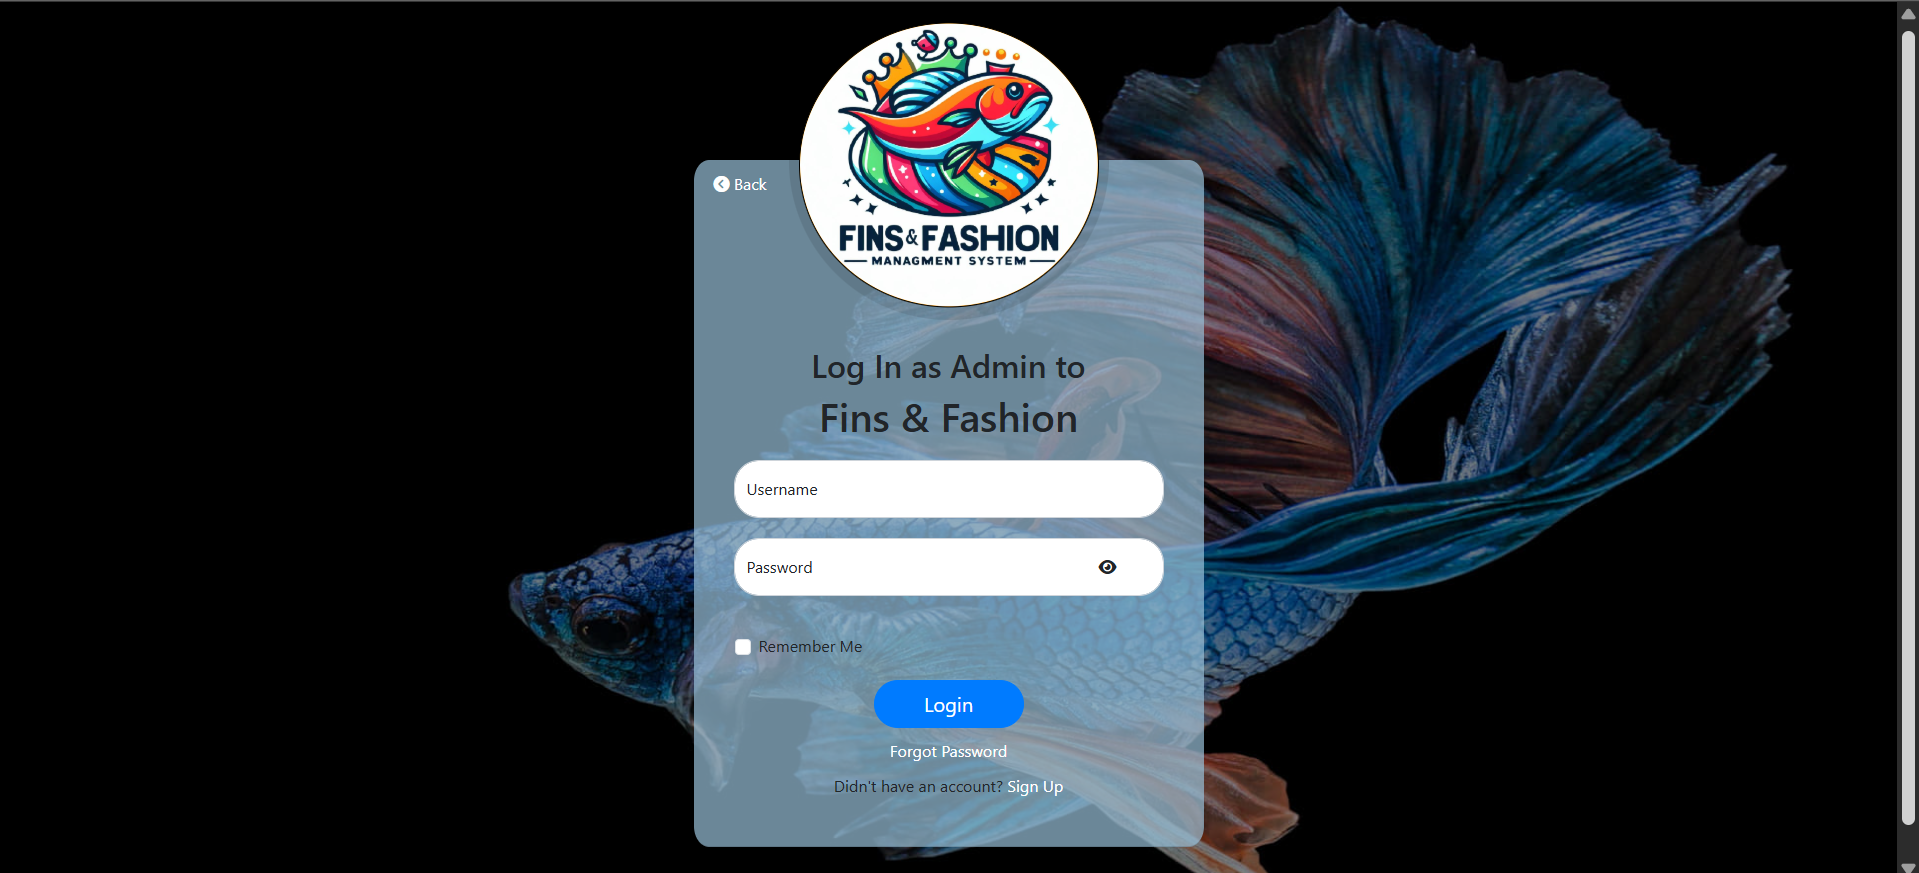 FINS & FASHION
MANAGMENT SYSTEM
Back
Log In as Admin to
Fins & Fashion
Username
Password
Remember Me
Login
Forgot Password
Didn't have an account? Sign Up